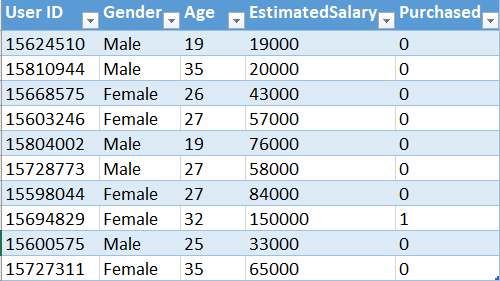 User ID Gender Age EstimatedSalary Purchased
15624510 Male 19 19000 0
15810944 Male 35 20000 0
15668575 Female 26 43000 0
15603246 Female 27 57000 0
15804002 Male 19 76000 0
15728773 Male 27 58000 0
15598044 Female 27 84000 0
15694829 Female 32 150000 1
15600575 Male 25 33000 0
15727311 Female 35 65000 0